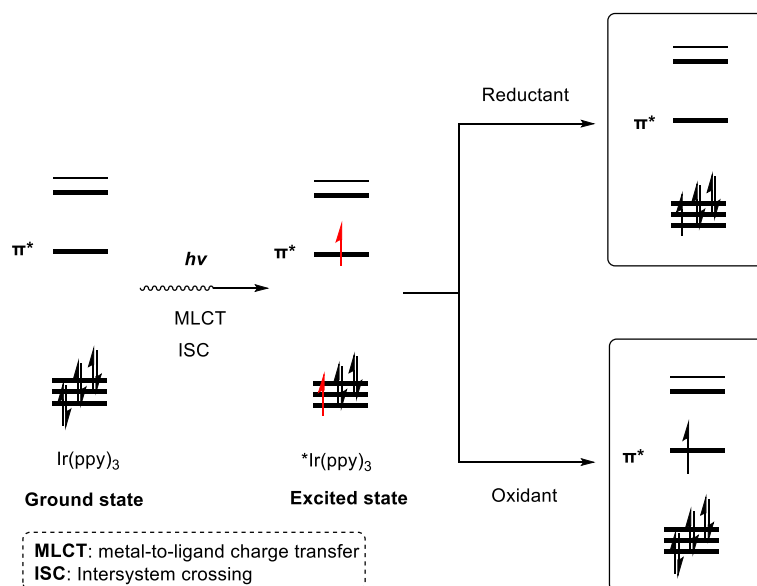 Reductant
π*
π*
hv
π*
MLCT
ISC
Ir(ppy)3
*Ir(ppy)3
π*
Ground state
Excited state
Oxidant
MLCT: metal-to-ligand charge transfer
ISC: Intersystem crossing